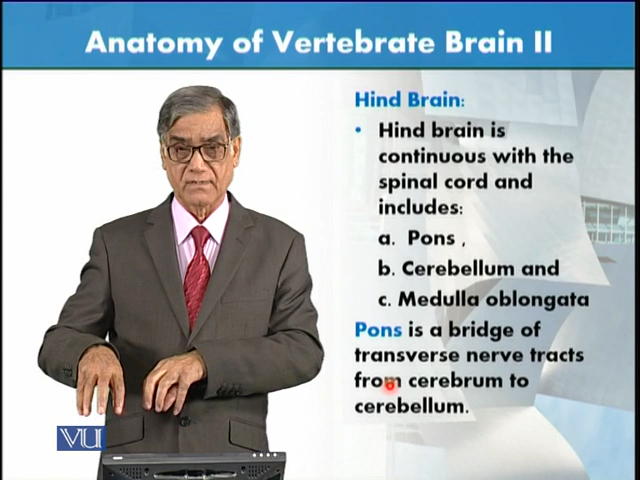 Anatomy of Vertebrate Brain II
Hind Brain:
• Hind brain is
continuous with the
spinal cord and
includes:
a. Pons ,
b. Cerebellum and
c. Medulla oblongata
Pons is a bridge of
transverse nerve tracts
from cerebrum to
cerebellum.
VU